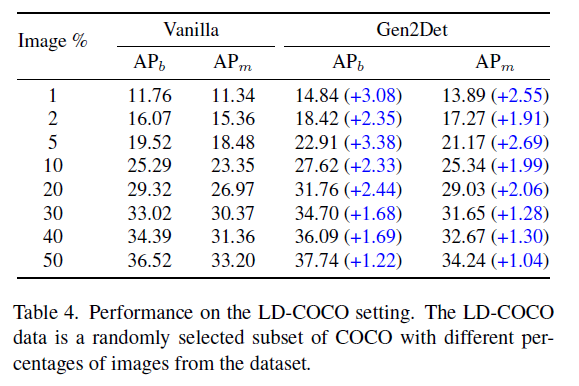 Image % Vanilla Gen2Det
AP_b AP_m AP_b AP_m
1 11.76 11.34 14.84 (+3.08) 13.89 (+2.55)
2 16.07 15.36 18.42 (+2.35) 17.27 (+1.91)
5 19.52 18.48 22.91 (+3.38) 21.17 (+2.69)
10 25.29 23.35 27.62 (+2.33) 25.34 (+1.99)
20 29.32 26.97 31.76 (+2.44) 29.03 (+2.06)
30 33.02 30.37 34.70 (+1.68) 31.65 (+1.28)
40 34.39 31.36 36.09 (+1.69) 32.67 (+1.30)
50 36.52 33.20 37.74 (+1.22) 34.24 (+1.04)
Table 4. Performance on the LD-COCO setting. The LD-COCO
data is a randomly selected subset of COCO with different per-
centages of images from the dataset.